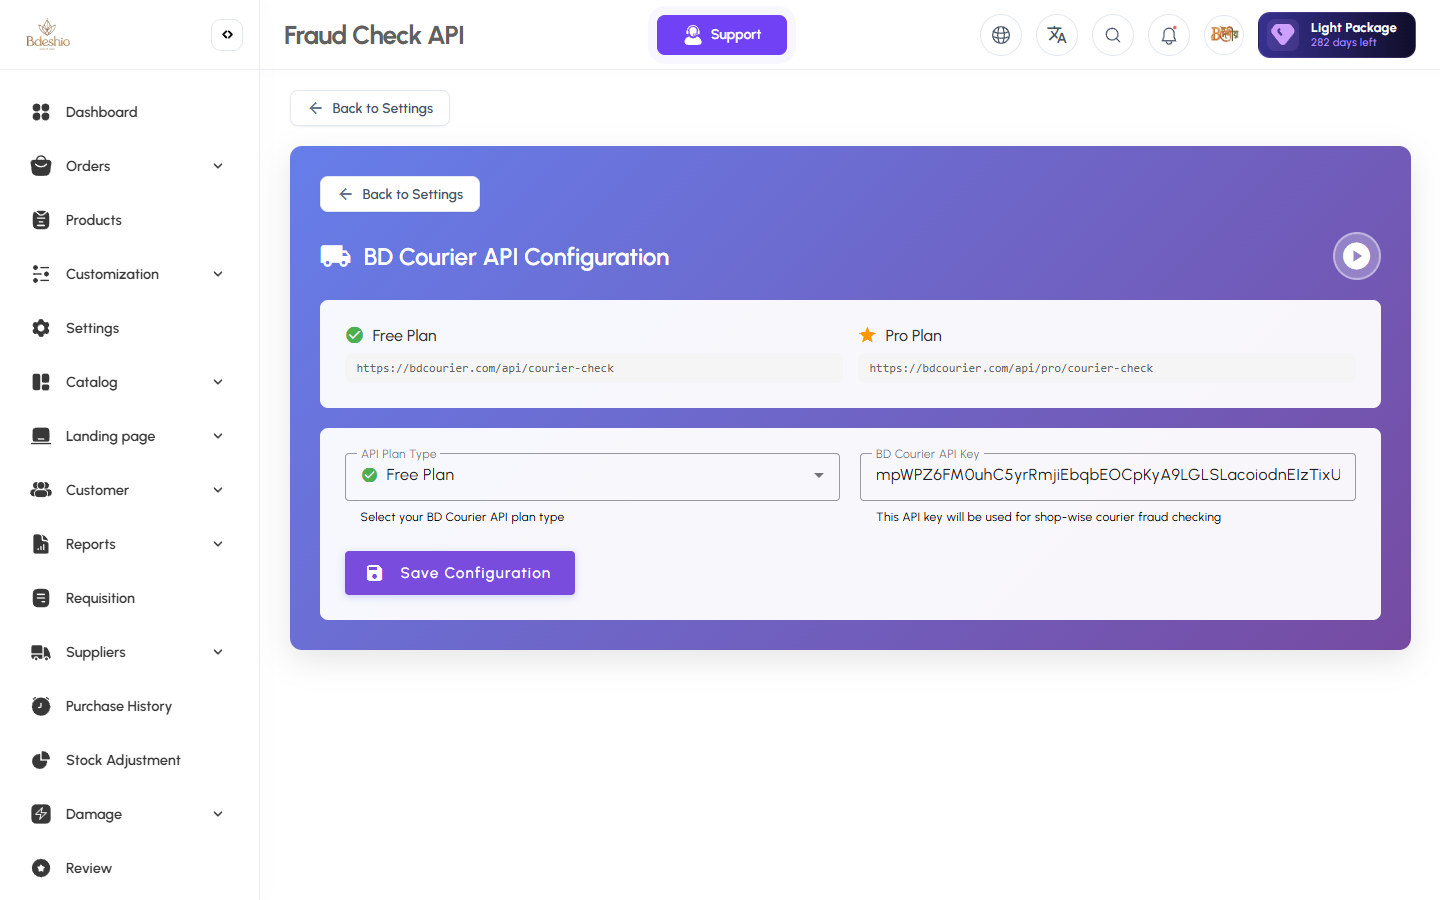 Bdeshio
Dashboard
Orders
Products
Customization
Settings
Catalog
Landing page
Customer
Reports
Requisition
Suppliers
Purchase History
Stock Adjustment
Damage
Review
Fraud Check API
Support
Light Package
282 days left
Back to Settings
Back to Settings
BD Courier API Configuration
Free Plan
https://bdcourier.com/api/courier-check
Pro Plan
https://bdcourier.com/api/pro/courier-check
API Plan Type
Free Plan
Select your BD Courier API plan type
BD Courier API Key
mpWPZ6FM0uhC5yrRmjiEbqbEOCpKyA9LGLSLacoiodnEIzTixU
This API key will be used for shop-wise courier fraud checking
Save Configuration